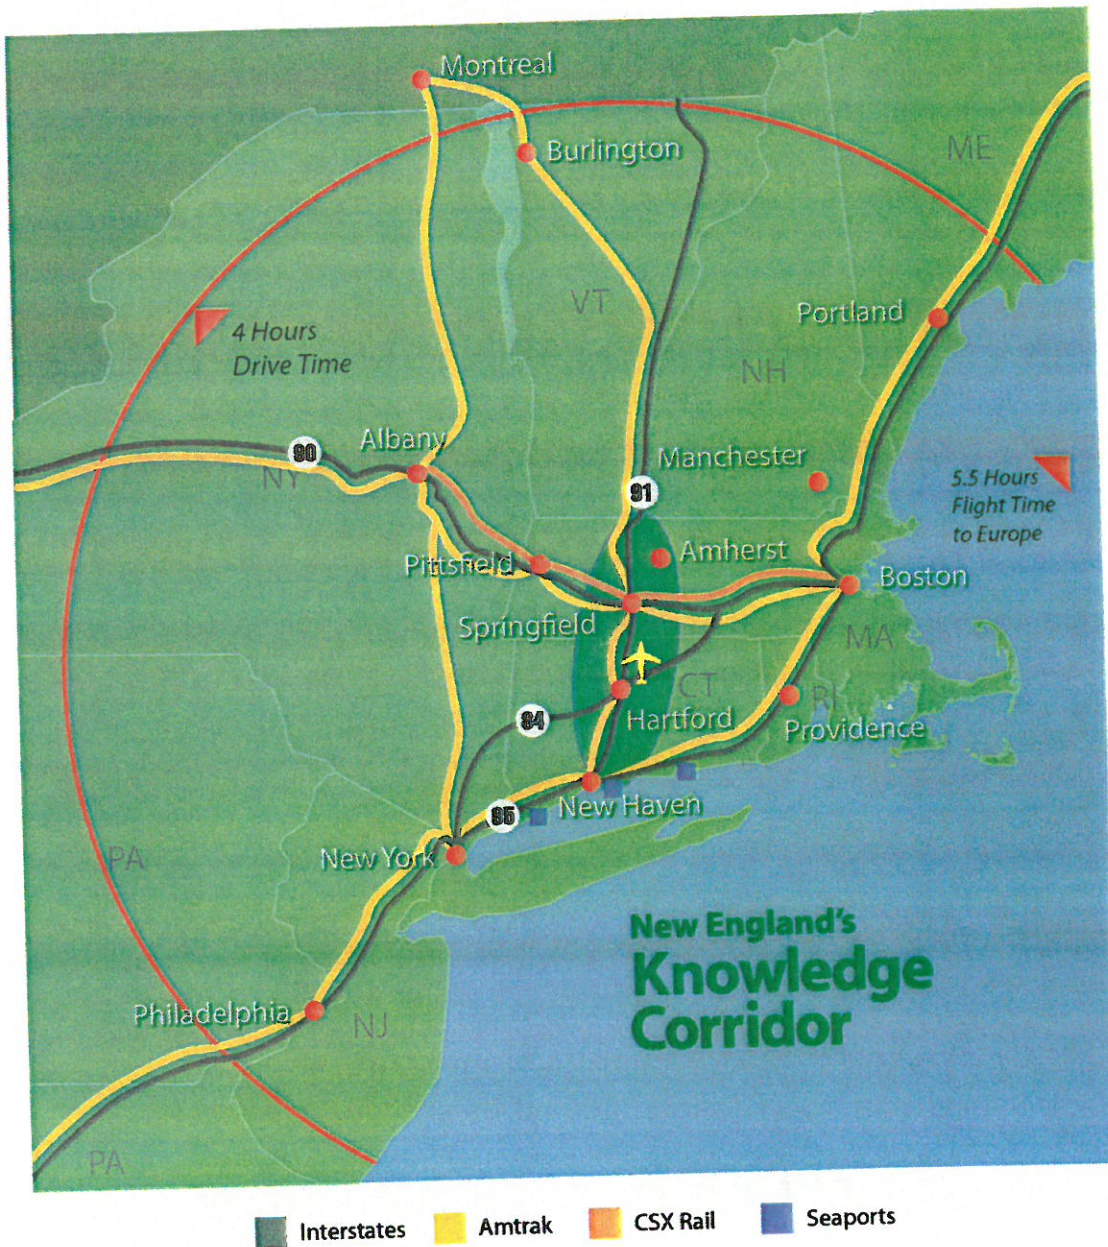 Montreal
Burlington
ME
VT
Portland
4 Hours
Drive Time
NH
Albany
90
NY
Manchester
91
5.5 Hours
Flight Time
to Europe
Pittsfield
Amherst
Boston
Springfield
MA
CT
Hartford
RI
Providence
84
New Haven
95
New York
PA
New England's
Knowledge
Corridor
Philadelphia
NJ
PA
Interstates
Amtrak
CSX Rail
Seaports